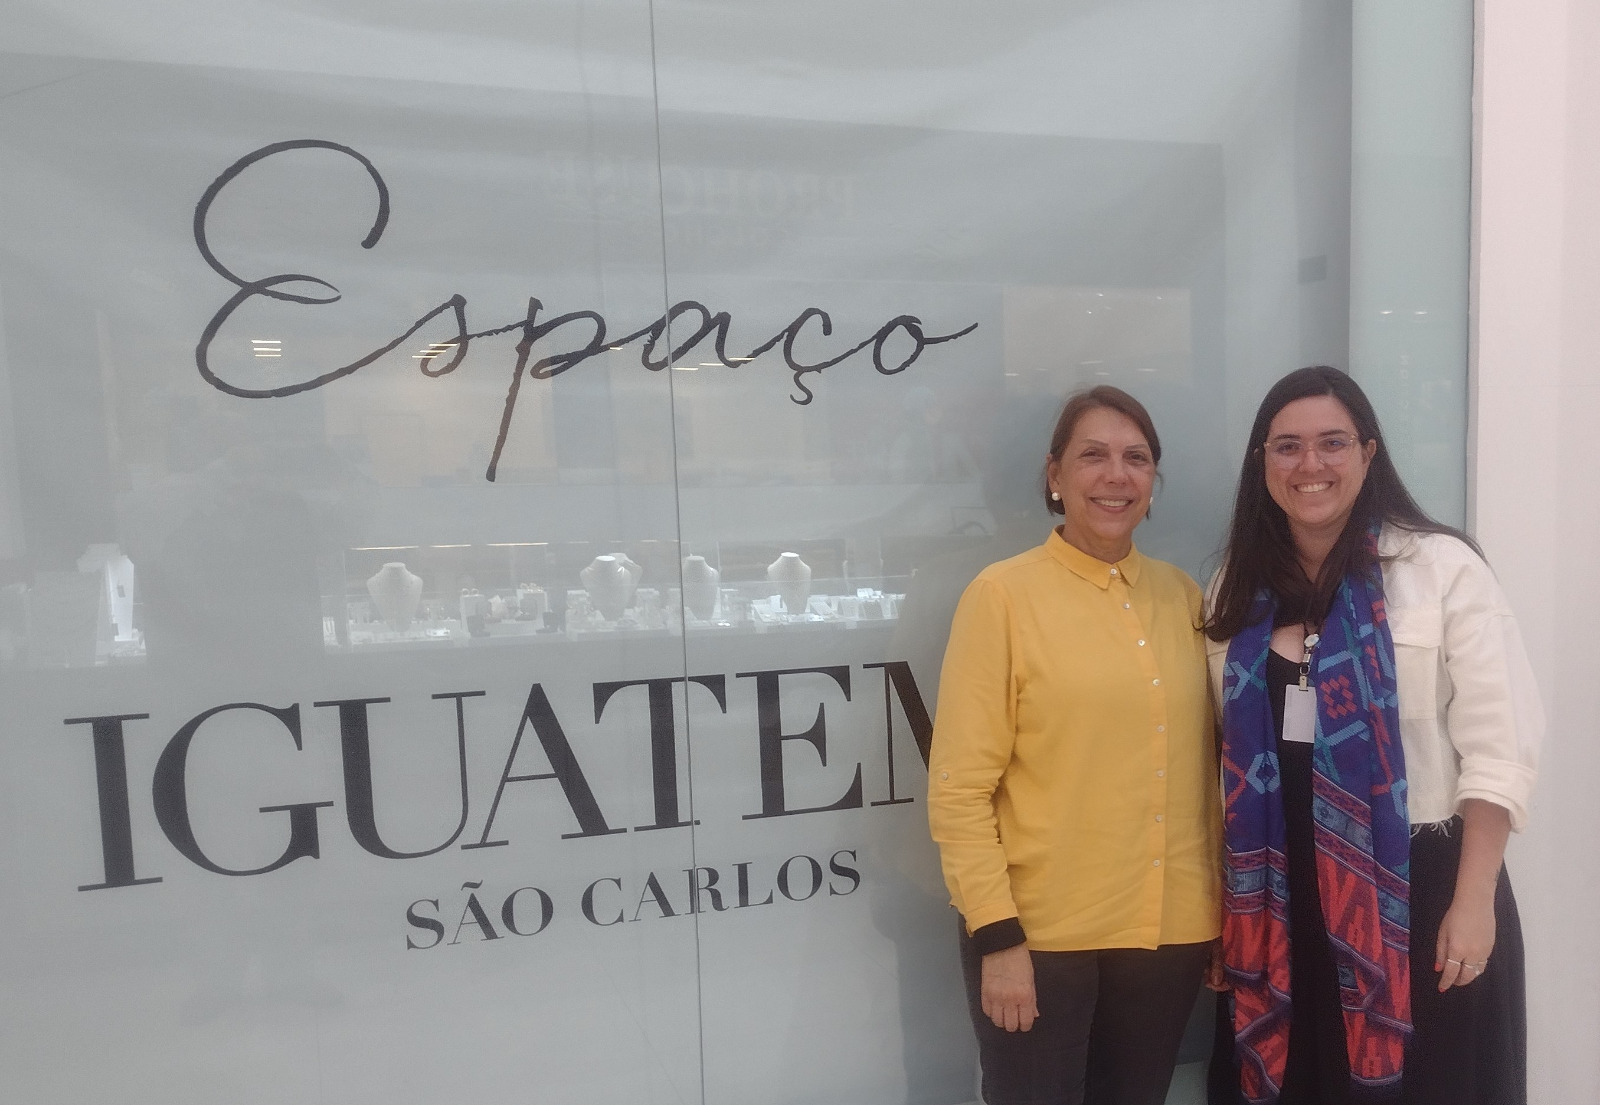 Espaço
IGUATEM
SÃO CARLOS